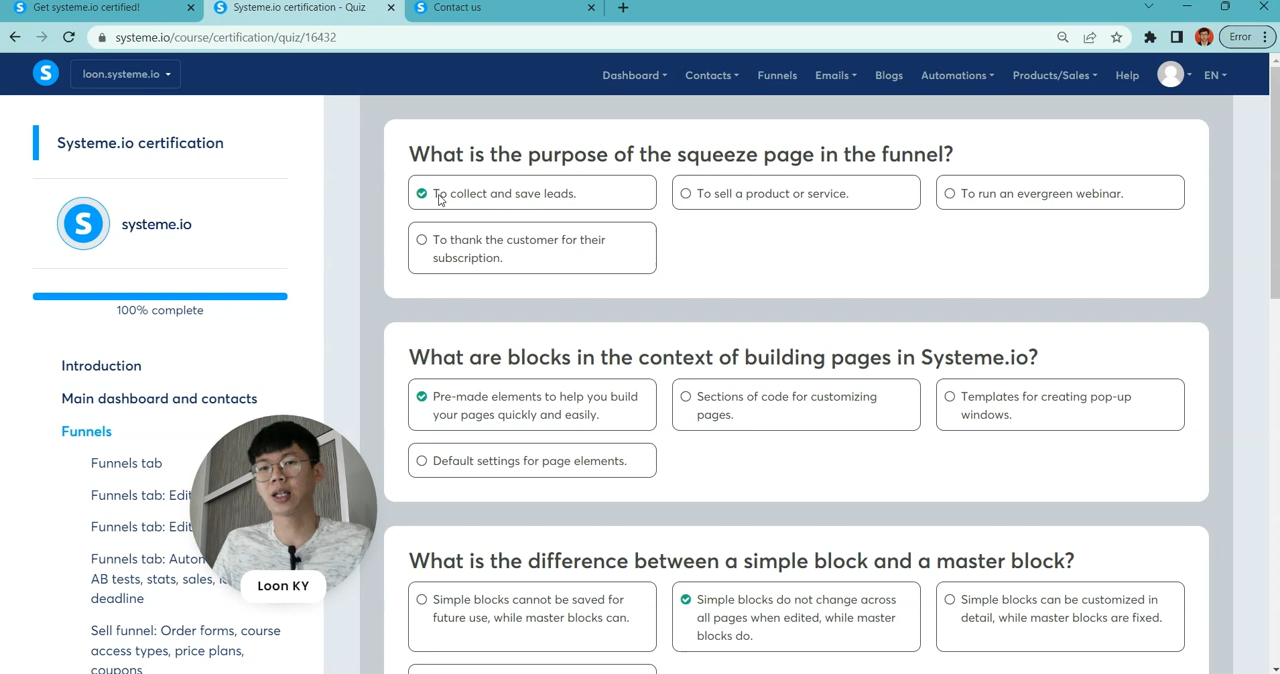 Get systeme.io certified!
Systeme.io certification - Quiz
Contact us
systeme.io/course/certification/quiz/16432
Error
S
loon.systeme.io
Dashboard
Contacts
Funnels
Emails
Blogs
Automations
Products/Sales
Help
EN
Systeme.io certification
S
systeme.io
100% complete
Introduction
Main dashboard and contacts
Funnels
Funnels tab
Funnels tab: Edit
Funnels tab: Edit
Funnels tab: Auto
AB tests, stats, sales,
deadline
Sell funnel: Order forms, course
access types, price plans,
coupons
Loon KY
What is the purpose of the squeeze page in the funnel?
To collect and save leads.
To sell a product or service.
To run an evergreen webinar.
To thank the customer for their
subscription.
What are blocks in the context of building pages in Systeme.io?
Pre-made elements to help you build
your pages quickly and easily.
Sections of code for customizing
pages.
Templates for creating pop-up
windows.
Default settings for page elements.
What is the difference between a simple block and a master block?
Simple blocks cannot be saved for
future use, while master blocks can.
Simple blocks do not change across
all pages when edited, while master
blocks do.
Simple blocks can be customized in
detail, while master blocks are fixed.